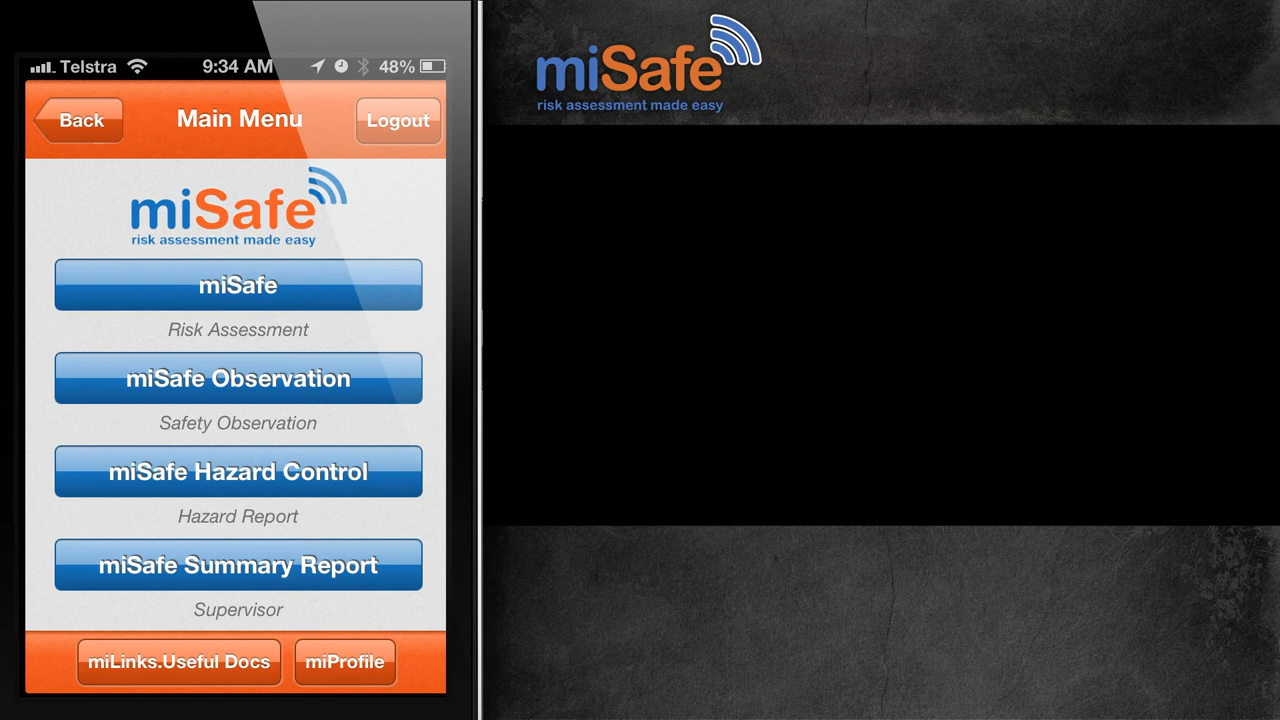 Telstra 9:34 AM 48%
Back Main Menu Logout
miSafe
risk assessment made easy
miSafe
Risk Assessment
miSafe Observation
Safety Observation
miSafe Hazard Control
Hazard Report
miSafe Summary Report
Supervisor
miLinks.Useful Docs miProfile
miSafe
risk assessment made easy